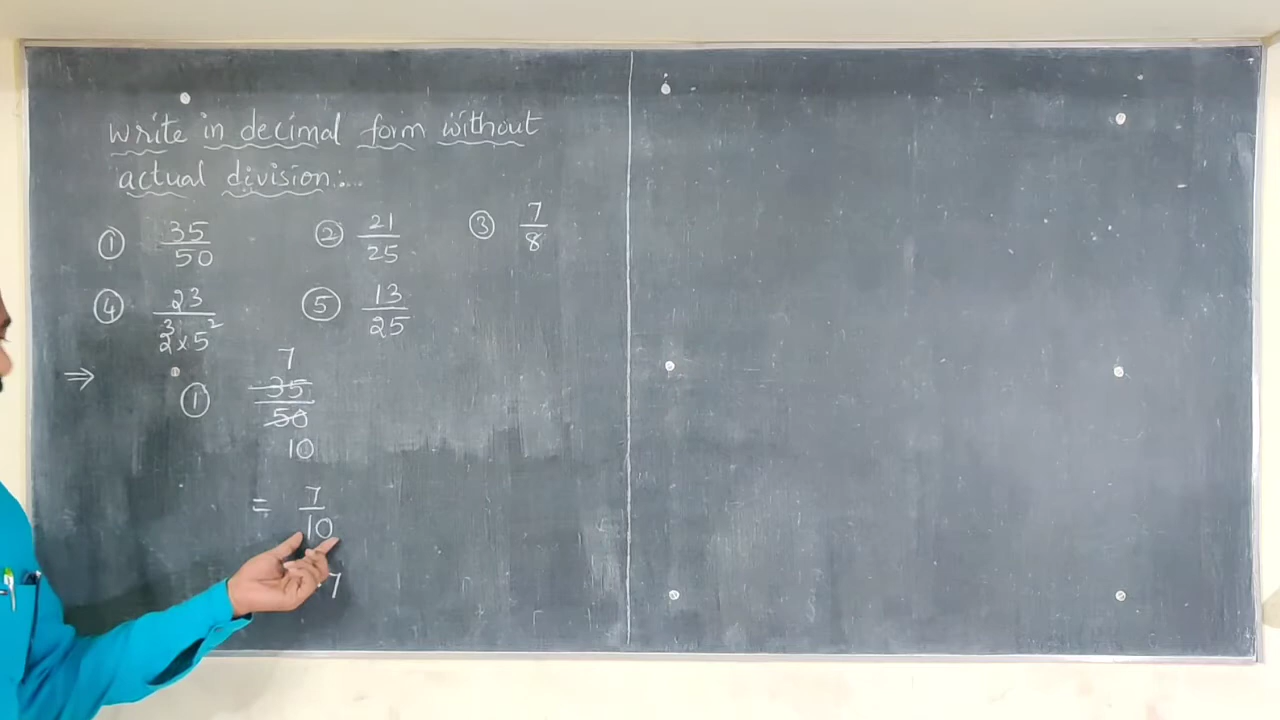 write in decimal form without
actual division:...
① 35/50 ② 21/25 ③ 7/8
④ 23/2³×5² ⑤ 13/25
⇒ ① 7
35/50
10
= 7/10
.7